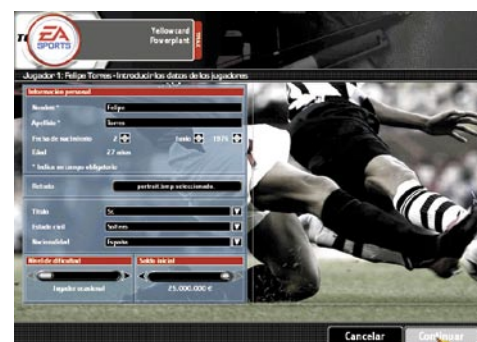 EA
SPORTS
Yellowcard
Powerplant
Jugador 1: Felipe Torres - Introducir los datos de los jugadores
Información personal
Nombre * Felipe
Apellido * Torres
Fecha de nacimiento 2 Junio 1975
Edad 27 años
* Indica un campo obligatorio
Retrato portrait.bmp seleccionado.
Título Sr.
Estado civil Soltero
Nacionalidad España
Nivel de dificultad Saldo inicial
Jugador ocasional 25.000.000 €
Cancelar Continuar